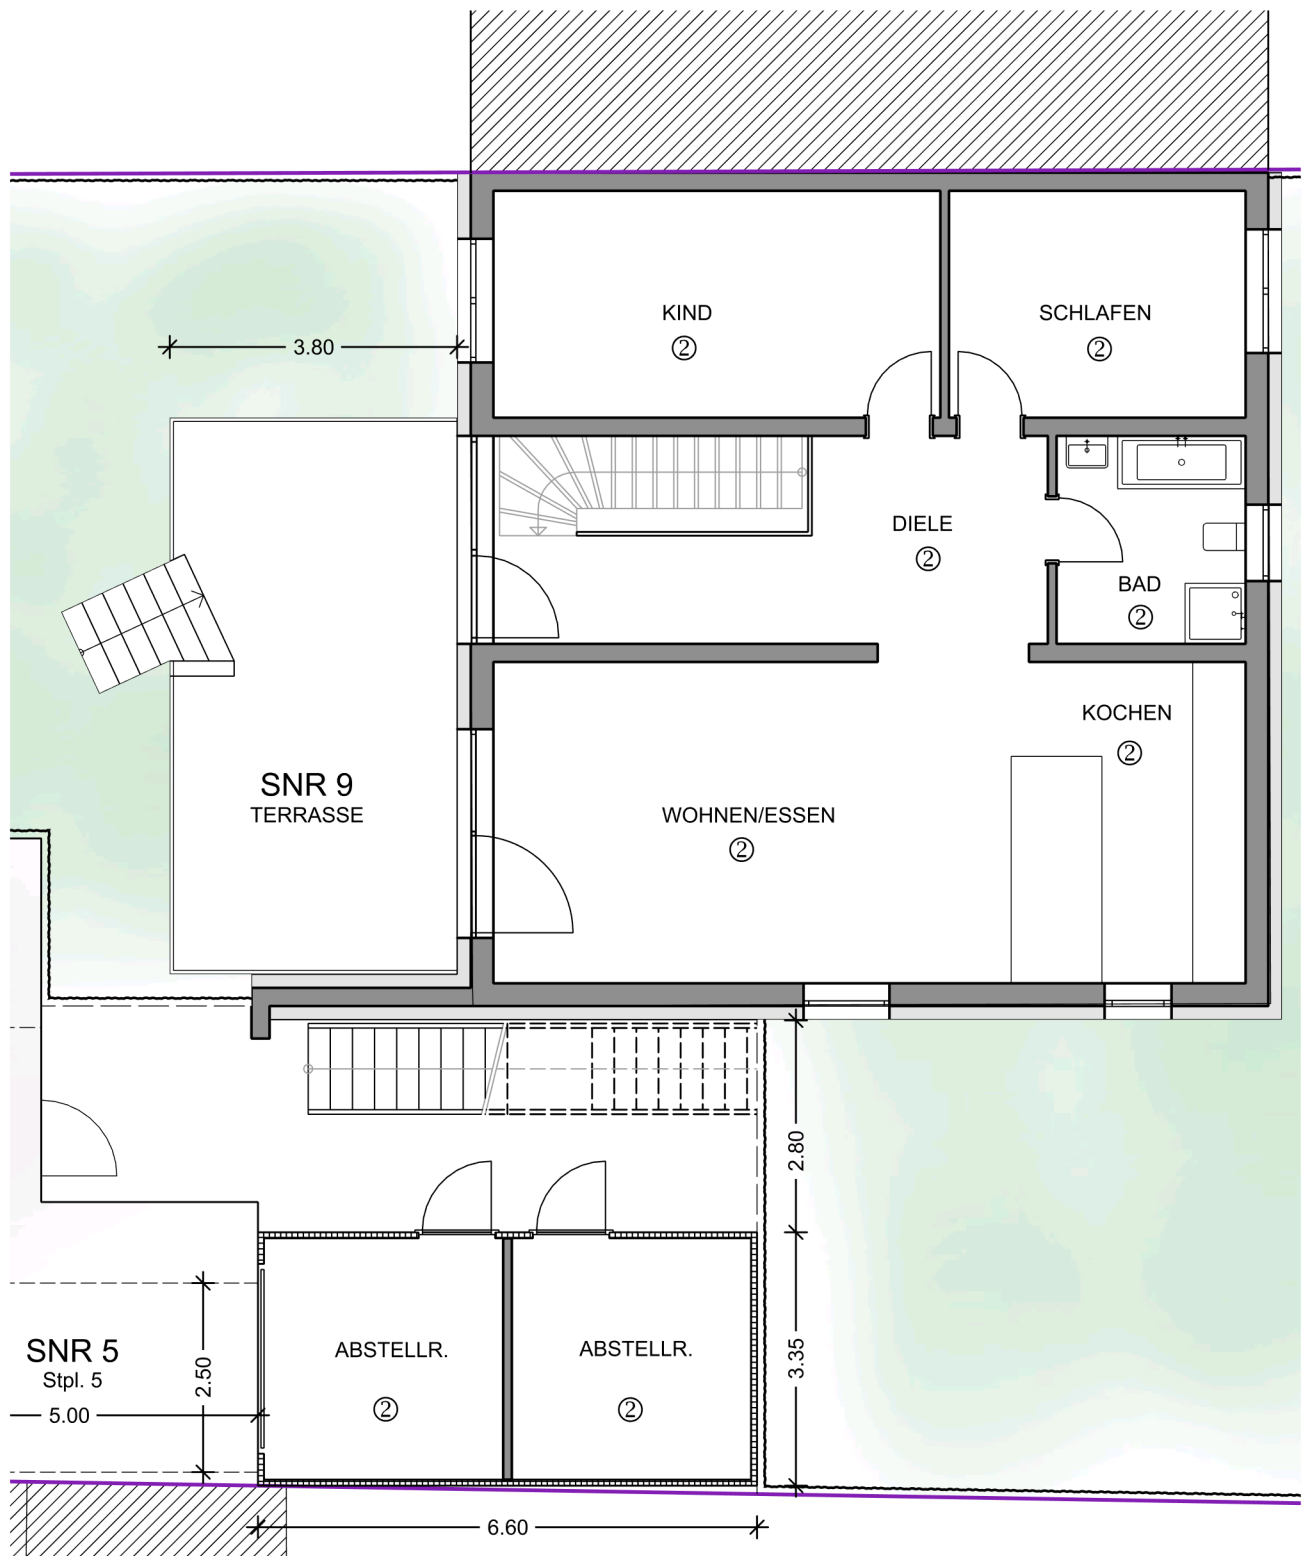 KIND
②
SCHLAFEN
②
3.80
DIELE
②
BAD
②
KOCHEN
②
SNR 9
TERRASSE
WOHNEN/ESSEN
②
2.80
ABSTELLR.
②
ABSTELLR.
②
3.35
SNR 5
Stpl. 5
2.50
5.00
6.60